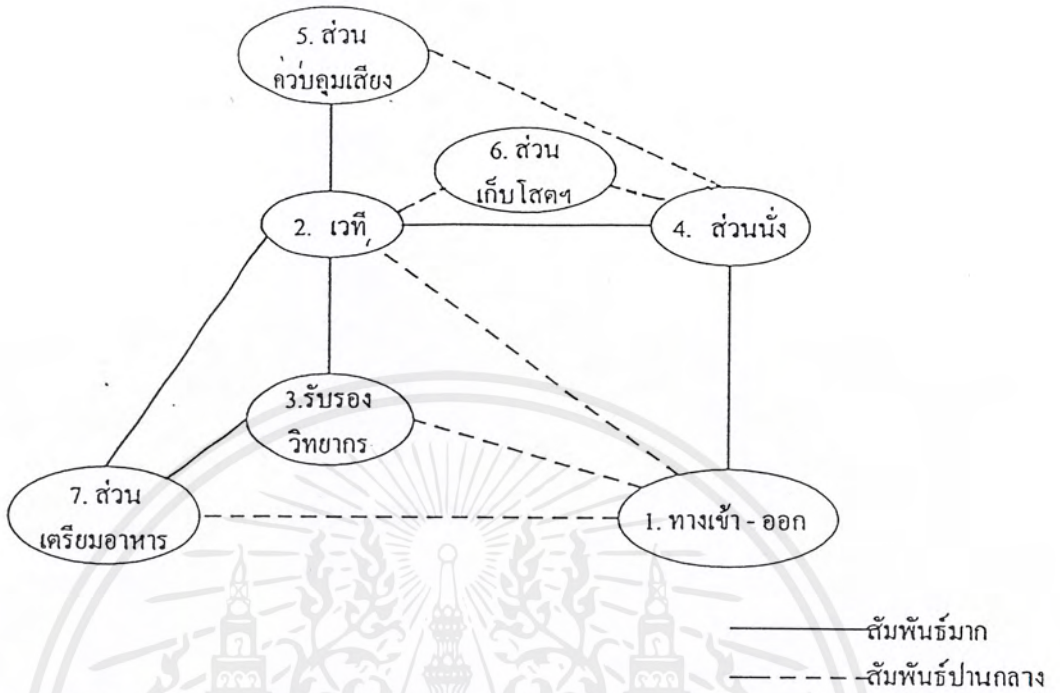 5. ส่วน
ควบคุมเสียง
6. ส่วน
เก็บโสตฯ
2. เวที
4. ส่วนนั่ง
3.รับรอง
วิทยากร
7. ส่วน
เตรียมอาหาร
1. ทางเข้า - ออก
สัมพันธ์มาก
สัมพันธ์ปานกลาง